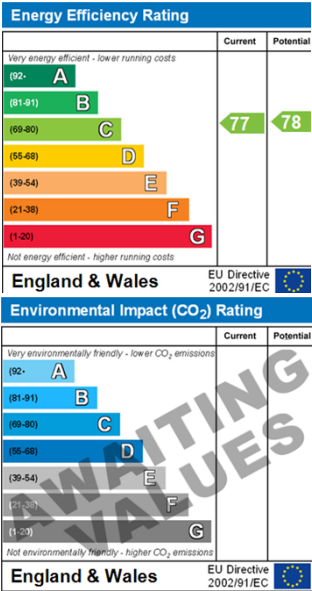 Energy Efficiency Rating
Current Potential
Very energy efficient - lower running costs
(92- A
(81-91) B
(69-80) C
77 78
(55-68) D
(39-54) E
(21-38) F
(1-20) G
Not energy efficient - higher running costs
England & Wales
EU Directive
2002/91/EC
Environmental Impact (CO₂) Rating
Current Potential
Very environmentally friendly - lower CO₂ emissions
(92- A
(81-91) B
(69-80) C
(55-68) D
(39-54) E
(21-38) F
(1-20) G
AWAITING
VALUES
Not environmentally friendly - higher CO₂ emissions
England & Wales
EU Directive
2002/91/EC